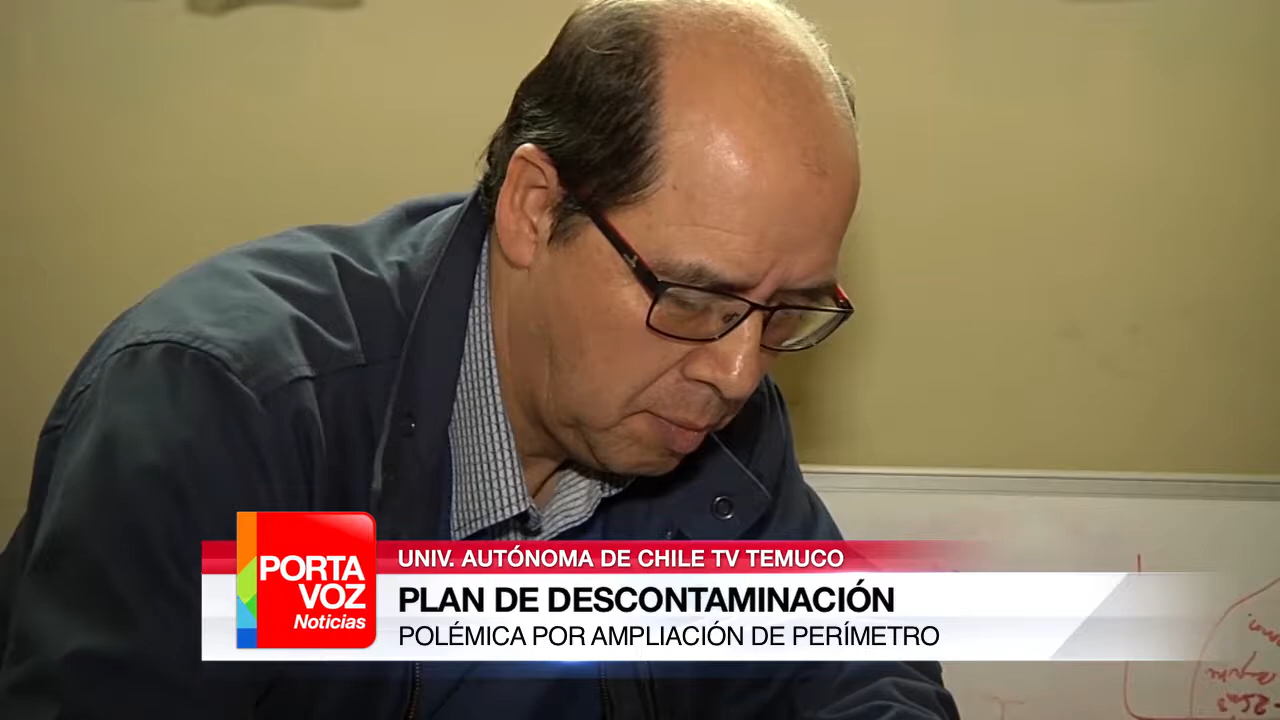 UNIV. AUTÓNOMA DE CHILE TV TEMUCO
PORTA
VOZ
Noticias
PLAN DE DESCONTAMINACIÓN
POLÉMICA POR AMPLIACIÓN DE PERÍMETRO